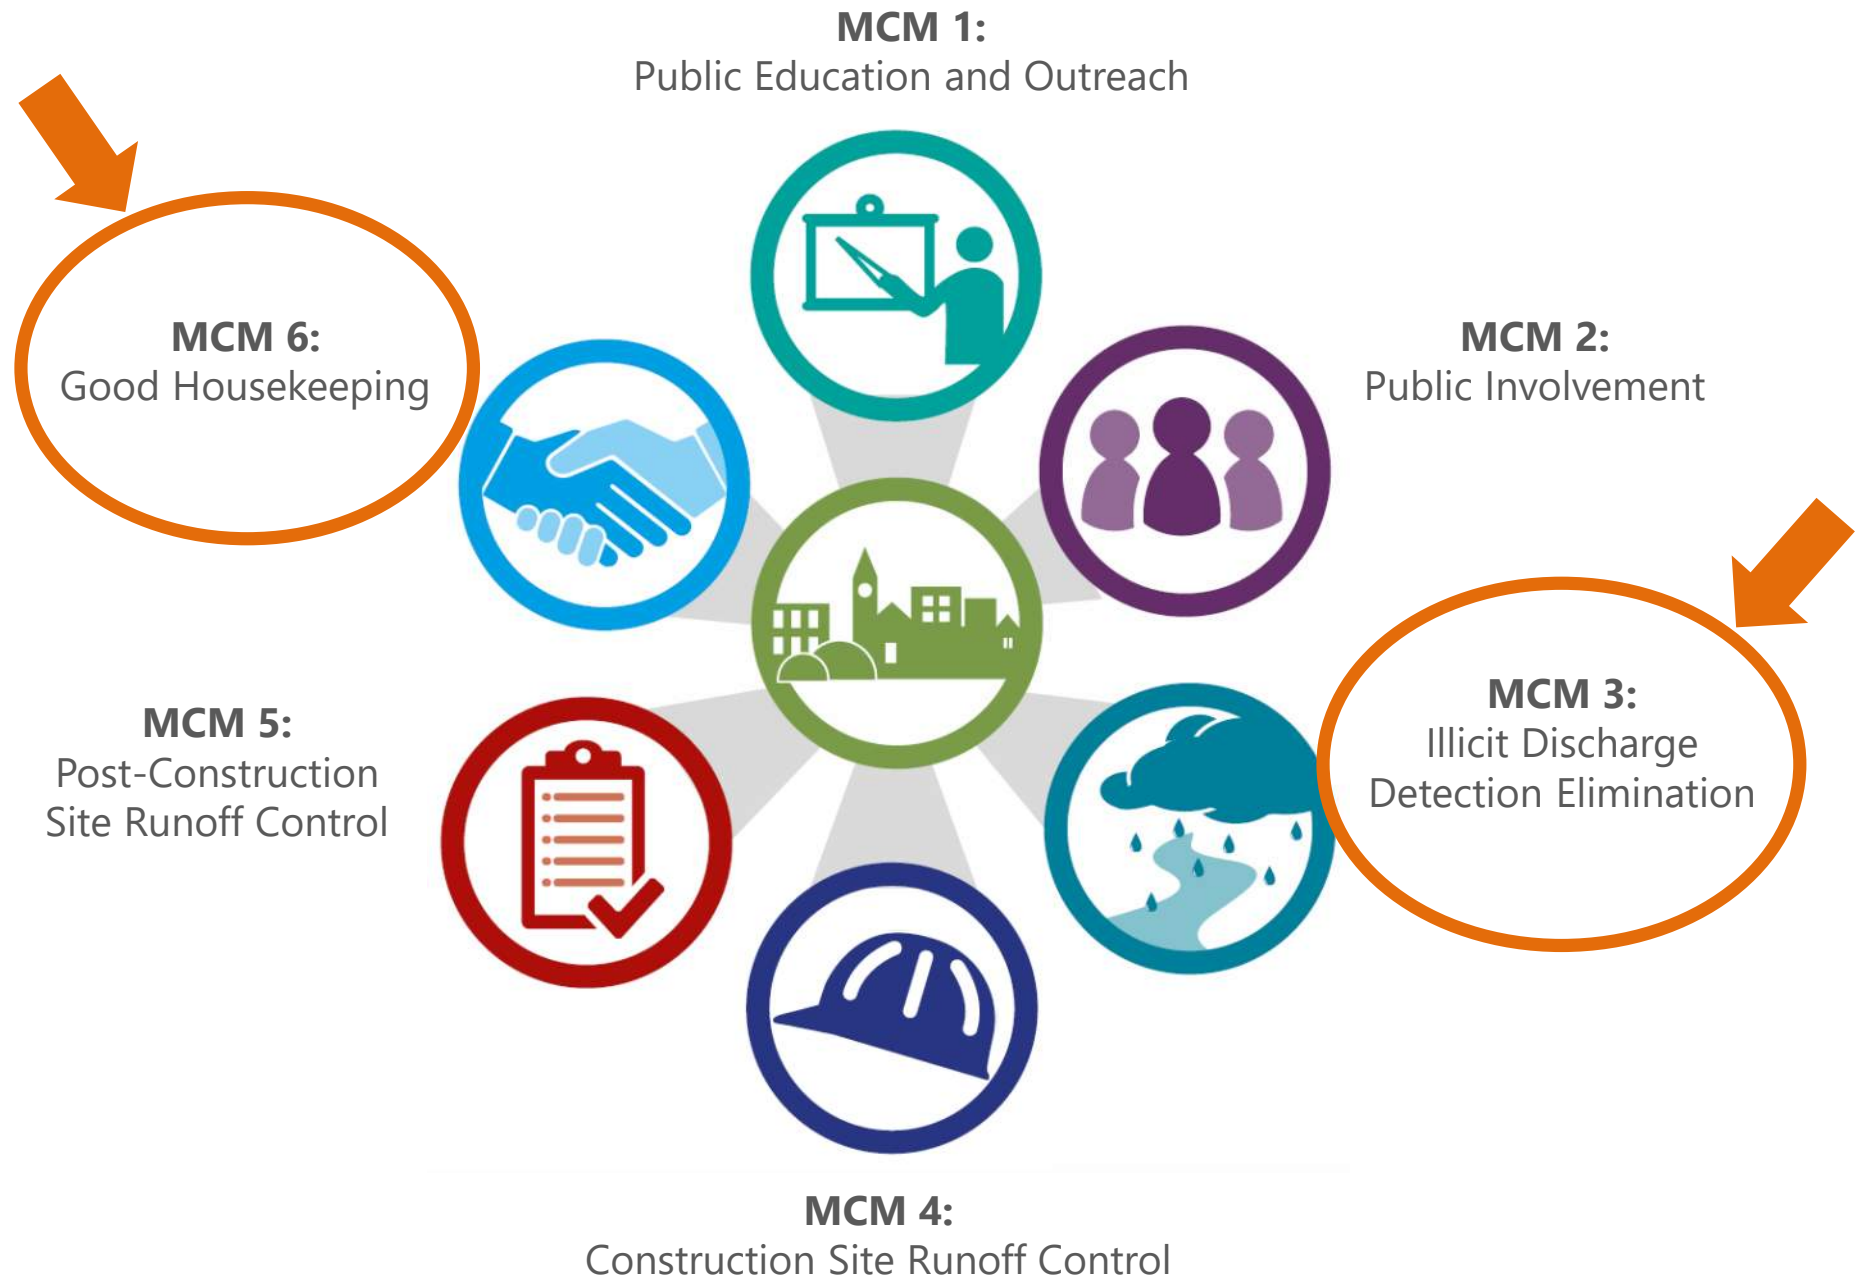 MCM 1:
Public Education and Outreach
MCM 2:
Public Involvement
MCM 3:
Illicit Discharge
Detection Elimination
MCM 4:
Construction Site Runoff Control
MCM 5:
Post-Construction
Site Runoff Control
MCM 6:
Good Housekeeping